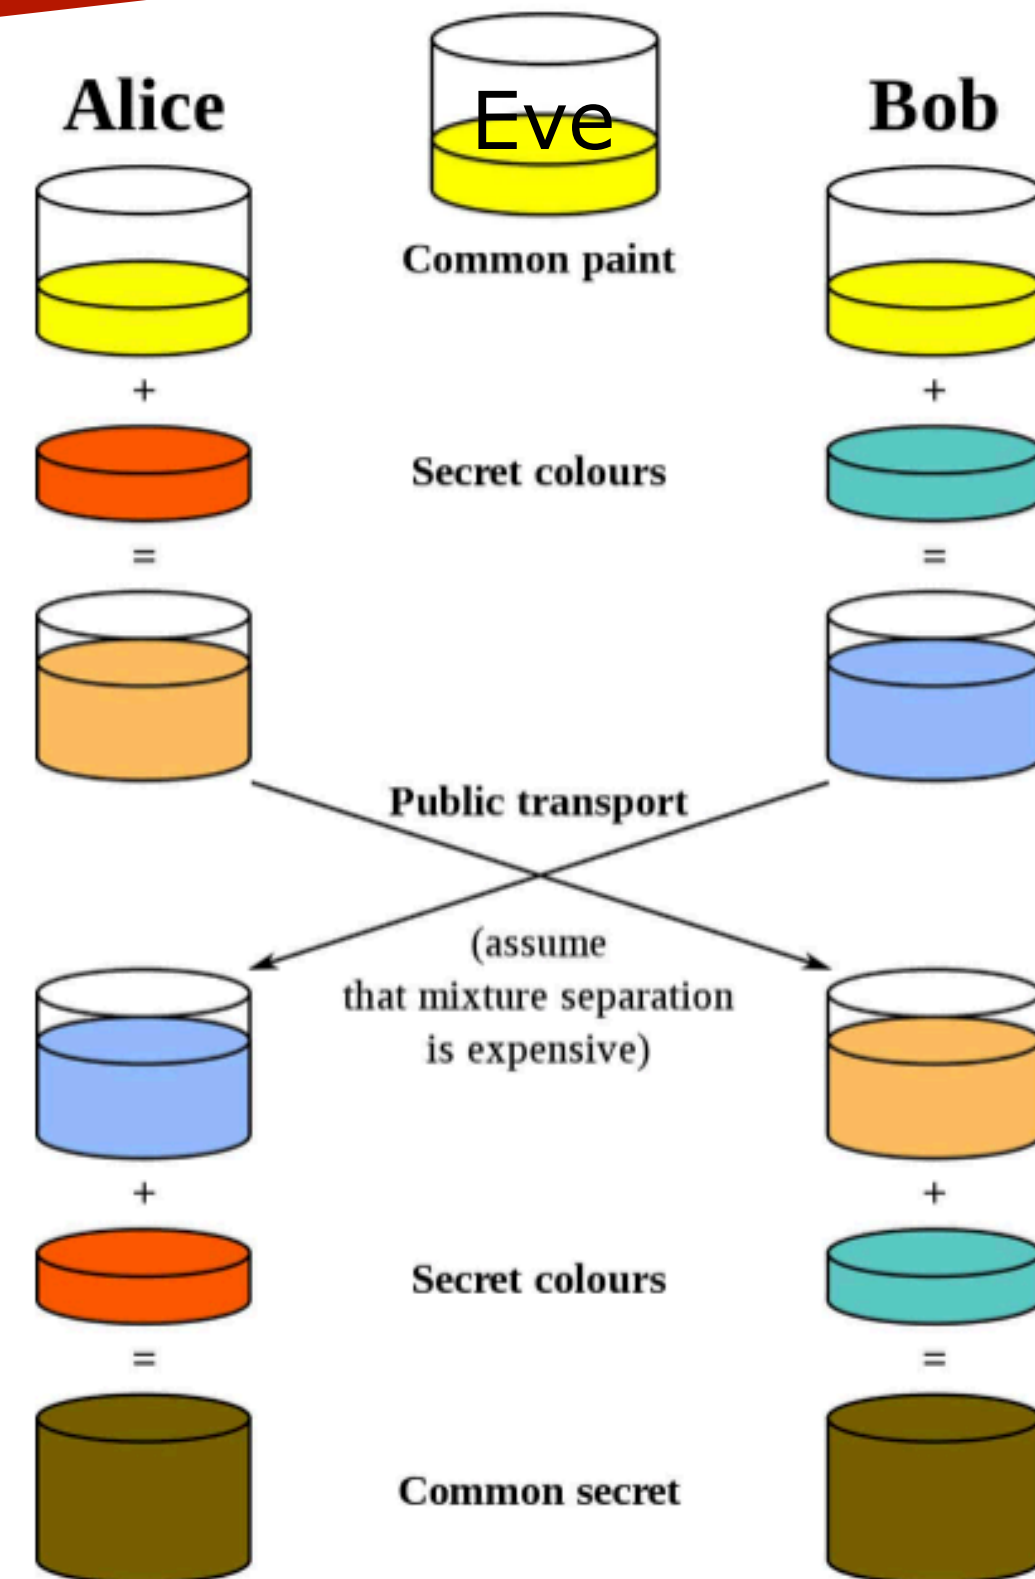 Alice
Eve
Bob
Common paint
+
+
Secret colours
=
=
Public transport
(assume
that mixture separation
is expensive)
+
+
Secret colours
=
=
Common secret